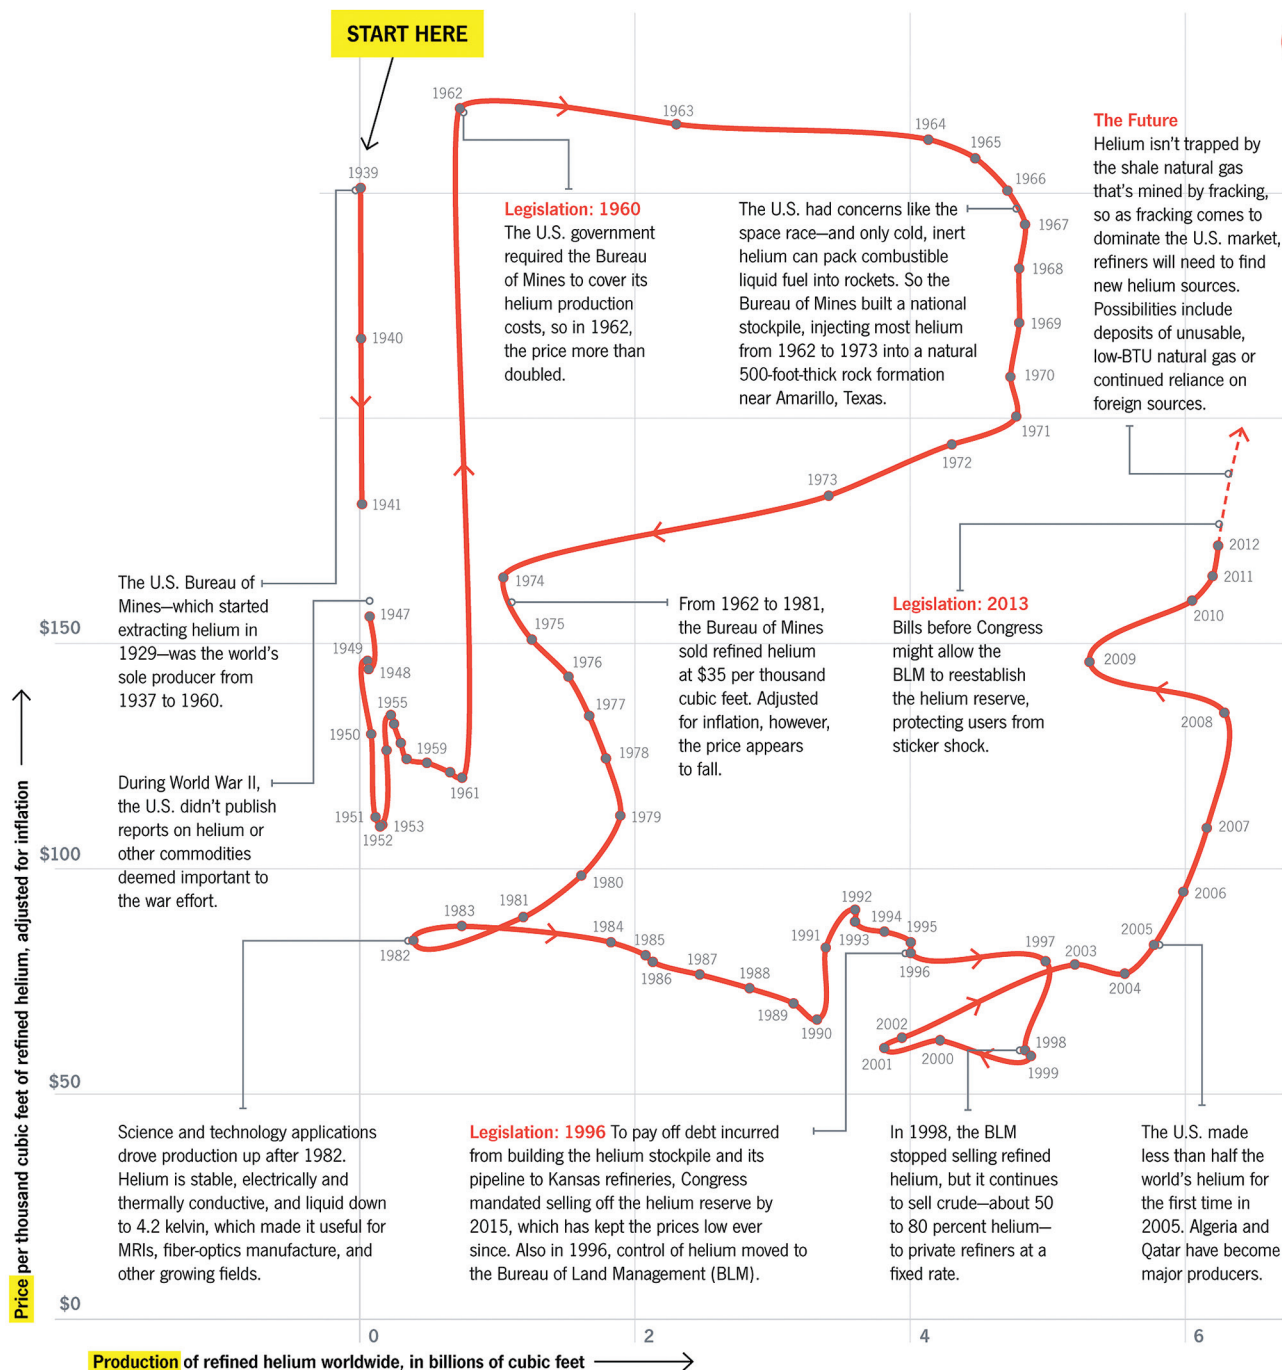 START HERE
1939
1940
1941
1962
1963
1964
1965
1966
1967
1968
1969
1970
1971
1972
1973
Legislation: 1960
The U.S. government
required the Bureau
of Mines to cover its
helium production
costs, so in 1962,
the price more than
doubled.
The U.S. had concerns like the
space race—and only cold, inert
helium can pack combustible
liquid fuel into rockets. So the
Bureau of Mines built a national
stockpile, injecting most helium
from 1962 to 1973 into a natural
500-foot-thick rock formation
near Amarillo, Texas.
The Future
Helium isn’t trapped by
the shale natural gas
that’s mined by fracking,
so as fracking comes to
dominate the U.S. market,
refiners will need to find
new helium sources.
Possibilities include
deposits of unusable,
low-BTU natural gas or
continued reliance on
foreign sources.
The U.S. Bureau of
Mines—which started
extracting helium in
1929—was the world’s
sole producer from
1937 to 1960.
During World War II,
the U.S. didn’t publish
reports on helium or
other commodities
deemed important to
the war effort.
1947
1949
1948
1950
1955
1959
1961
1951
1953
1952
1974
1975
1976
1977
1978
1979
1980
1981
From 1962 to 1981,
the Bureau of Mines
sold refined helium
at $35 per thousand
cubic feet. Adjusted
for inflation, however,
the price appears
to fall.
Legislation: 2013
Bills before Congress
might allow the
BLM to reestablish
the helium reserve,
protecting users from
sticker shock.
2012
2011
2010
2009
2008
2007
2006
2005
2004
2003
1982
1983
1984
1985
1986
1987
1988
1989
1990
1991
1992
1993
1994
1995
1996
1997
1998
1999
2000
2001
2002
$150
$100
$50
$0
Price per thousand cubic feet of refined helium, adjusted for inflation
Science and technology applications
drove production up after 1982.
Helium is stable, electrically and
thermally conductive, and liquid down
to 4.2 kelvin, which made it useful for
MRIs, fiber-optics manufacture, and
other growing fields.
Legislation: 1996 To pay off debt incurred
from building the helium stockpile and its
pipeline to Kansas refineries, Congress
mandated selling off the helium reserve by
2015, which has kept the prices low ever
since. Also in 1996, control of helium moved to
the Bureau of Land Management (BLM).
In 1998, the BLM
stopped selling refined
helium, but it continues
to sell crude—about 50
to 80 percent helium—
to private refiners at a
fixed rate.
The U.S. made
less than half the
world’s helium for
the first time in
2005. Algeria and
Qatar have become
major producers.
0
2
4
6
Production of refined helium worldwide, in billions of cubic feet